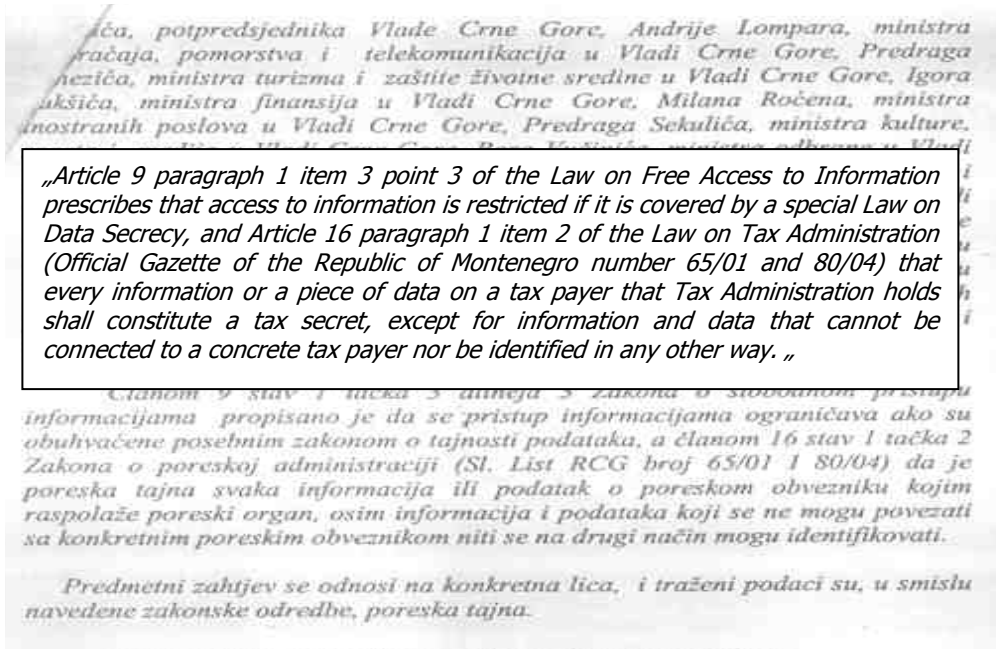 potpredsjednika Vlade Crne Gore, Andrije Lompara, ministra
pomorstva i telekomunikacija u Vladi Crne Gore, Predraga
ministra turizma i zaštite životne sredine u Vladi Crne Gore, Igora
ministra finansija u Vladi Crne Gore, Milana Roćena, ministra
inostranih poslova u Vladi Crne Gore, Predraga Sekulića, ministra kulture,
„Article 9 paragraph 1 item 3 point 3 of the Law on Free Access to Information
prescribes that access to information is restricted if it is covered by a special Law on
Data Secrecy, and Article 16 paragraph 1 item 2 of the Law on Tax Administration
(Official Gazette of the Republic of Montenegro number 65/01 and 80/04) that
every information or a piece of data on a tax payer that Tax Administration holds
shall constitute a tax secret, except for information and data that cannot be
connected to a concrete tax payer nor be identified in any other way. „
Članom 9 stav 1 tačka 3 alineja 3 Zakona o slobodnom pristupu
informacijama propisano je da se pristup informacijama ograničava ako su
obuhvaćene posebnim zakonom o tajnosti podataka, a članom 16 stav 1 tačka 2
Zakona o poreskoj administraciji (Sl. List RCG broj 65/01 I 80/04) da je
poreska tajna svaka informacija ili podatak o poreskom obvezniku kojim
raspolaže poreski organ, osim informacija i podataka koji se ne mogu povezati
sa konkretnim poreskim obveznikom niti se na drugi način mogu identifikovati.
Predmetni zahtjev se odnosi na konkretna lica, i traženi podaci su, u smislu
navedene zakonske odredbe, poreska tajna.